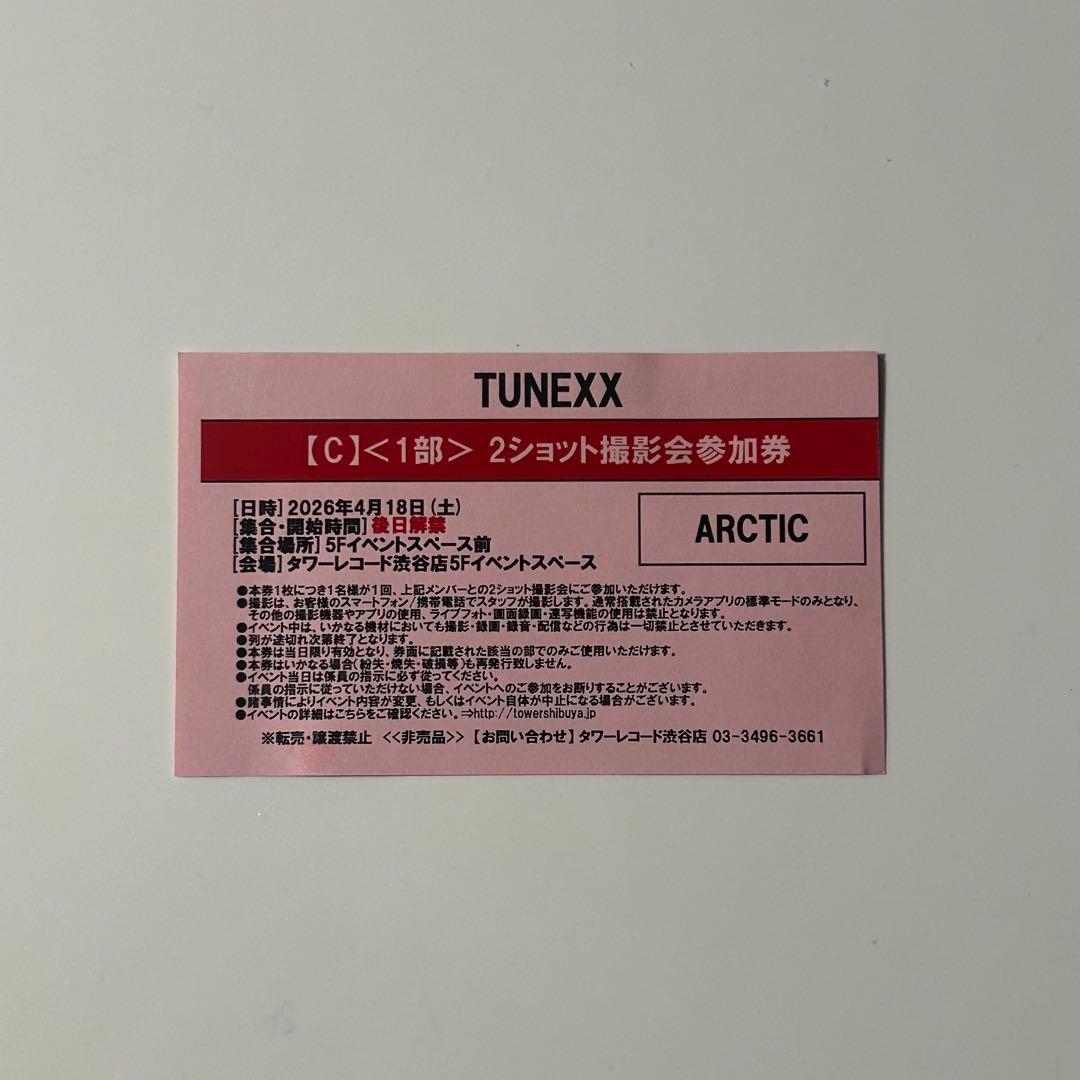 TUNEXX
【C】＜1部＞ 2ショット撮影会参加券
[日時] 2026年4月18日(土)
[集合・開始時間] 後日解禁
[集合場所] 5Fイベントスペース前
[会場] タワーレコード渋谷店5Fイベントスペース
ARCTIC
●本券1枚につき1名様が1回、上記メンバーとの2ショット撮影会にご参加いただけます。
●撮影は、お客様のスマートフォン/携帯電話でスタッフが撮影します。通常搭載されたカメラアプリの標準モードのみとなり、
その他の撮影機器やアプリの使用、ライブフォト・画面録画・連写機能の使用は禁止となります。
●イベント中は、いかなる機材においても撮影・録画・録音・配信などの行為は一切禁止とさせていただきます。
●列が途切れ次第終了となります。
●本券は当日限り有効となり、券面に記載された該当の部でのみご使用いただけます。
●本券はいかなる場合(紛失・焼失・破損等)も再発行致しません。
●イベント当日は係員の指示に必ず従ってください。
係員の指示に従っていただけない場合、イベントへのご参加をお断りすることがございます。
●諸事情によりイベント内容が変更、もしくはイベント自体が中止になる場合がございます。
●イベントの詳細はこちらをご確認ください。⇒http://towershibuya.jp
※転売・譲渡禁止 <<非売品>> 【お問い合わせ】タワーレコード渋谷店 03-3496-3661